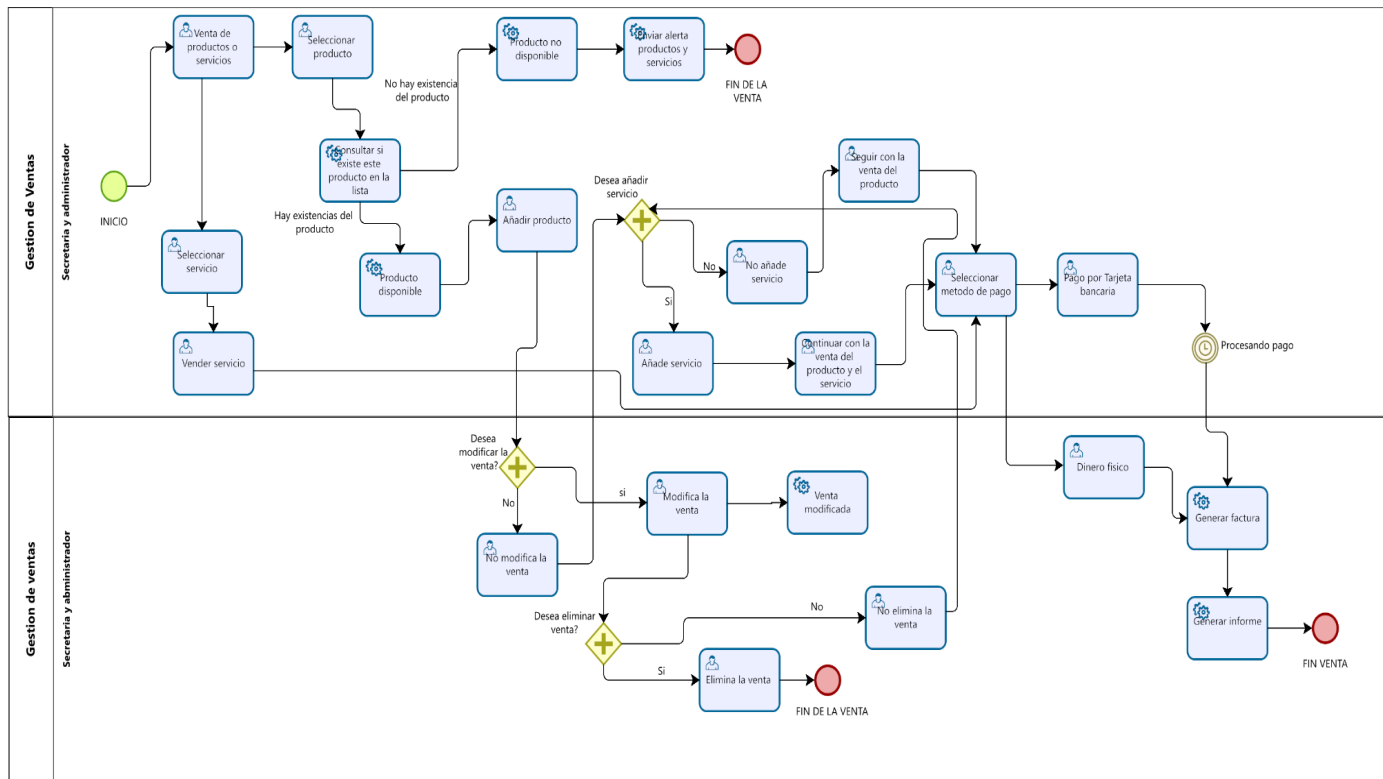 Gestion de Ventas
Secretaria y administrador
INICIO
Venta de
productos o
servicios
Seleccionar
producto
Producto no
disponible
Enviar alerta
productos y
servicios
FIN DE LA
VENTA
No hay existencia
del producto
Consultar si
existe este
producto en la
lista
Hay existencias del
producto
Producto
disponible
Añadir producto
Seleccionar
servicio
Vender servicio
Desea añadir
servicio
No
No añade
servicio
Seguir con la
venta del
producto
Si
Añade servicio
Continuar con la
venta del
producto y el
servicio
Seleccionar
metodo de pago
Pago por Tarjeta
bancaria
Procesando pago
Gestion de ventas
Secretaria y abministrador
Desea
modificar la
venta?
si
No
No modifica la
venta
Modifica la
venta
Venta
modificada
Desea eliminar
venta?
No
No elimina la
venta
Si
Elimina la venta
FIN DE LA VENTA
Dinero fisico
Generar factura
Generar informe
FIN VENTA